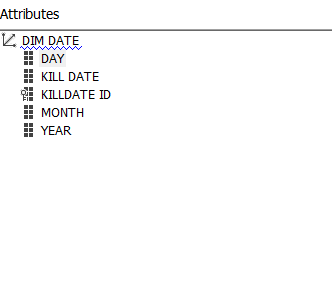 Attributes
DIM DATE
DAY
KILL DATE
KILLDATE ID
MONTH
YEAR